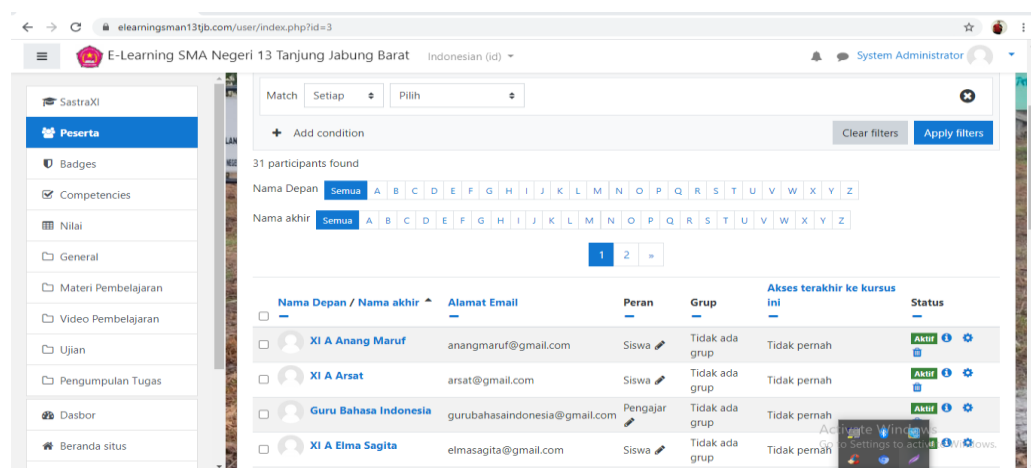 elearningsman13tjb.com/user/index.php?id=3
E-Learning SMA Negeri 13 Tanjung Jabung Barat Indonesian (id) System Administrator
SastraXI
Peserta
Badges
Competencies
Nilai
General
Materi Pembelajaran
Video Pembelajaran
Ujian
Pengumpulan Tugas
Dasbor
Beranda situs
Match Setiap Pilih
+ Add condition Clear filters Apply filters
31 participants found
Nama Depan Semua A B C D E F G H I J K L M N O P Q R S T U V W X Y Z
Nama akhir Semua A B C D E F G H I J K L M N O P Q R S T U V W X Y Z
1 2 »
Nama Depan / Nama akhir Alamat Email Peran Grup Akses terakhir ke kursus ini Status
XI A Anang Maruf anangmaruf@gmail.com Siswa Tidak ada grup Tidak pernah Aktif
XI A Arsat arsat@gmail.com Siswa Tidak ada grup Tidak pernah Aktif
Guru Bahasa Indonesia gurubahasaindonesia@gmail.com Pengajar Tidak ada grup Tidak pernah Aktif
XI A Elma Sagita elmasagita@gmail.com Siswa Tidak ada grup Tidak pernah
Activate Windows
Go to Settings to activate Windows.